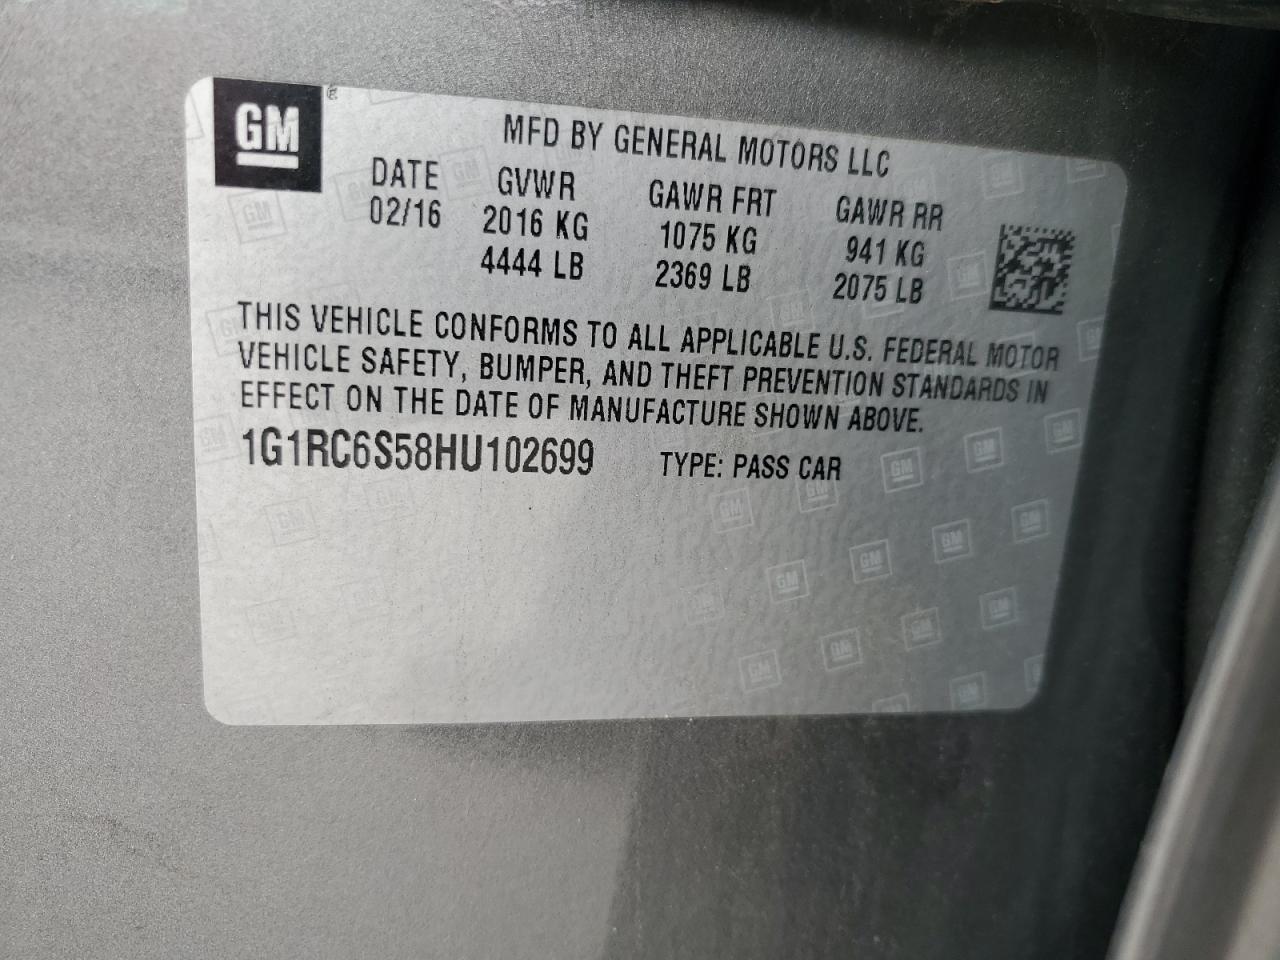 GM
MFD BY GENERAL MOTORS LLC
DATE GVWR GAWR FRT GAWR RR
02/16 2016 KG 1075 KG 941 KG
4444 LB 2369 LB 2075 LB
THIS VEHICLE CONFORMS TO ALL APPLICABLE U.S. FEDERAL MOTOR
VEHICLE SAFETY, BUMPER, AND THEFT PREVENTION STANDARDS IN
EFFECT ON THE DATE OF MANUFACTURE SHOWN ABOVE.
1G1RC6S58HU102699 TYPE: PASS CAR